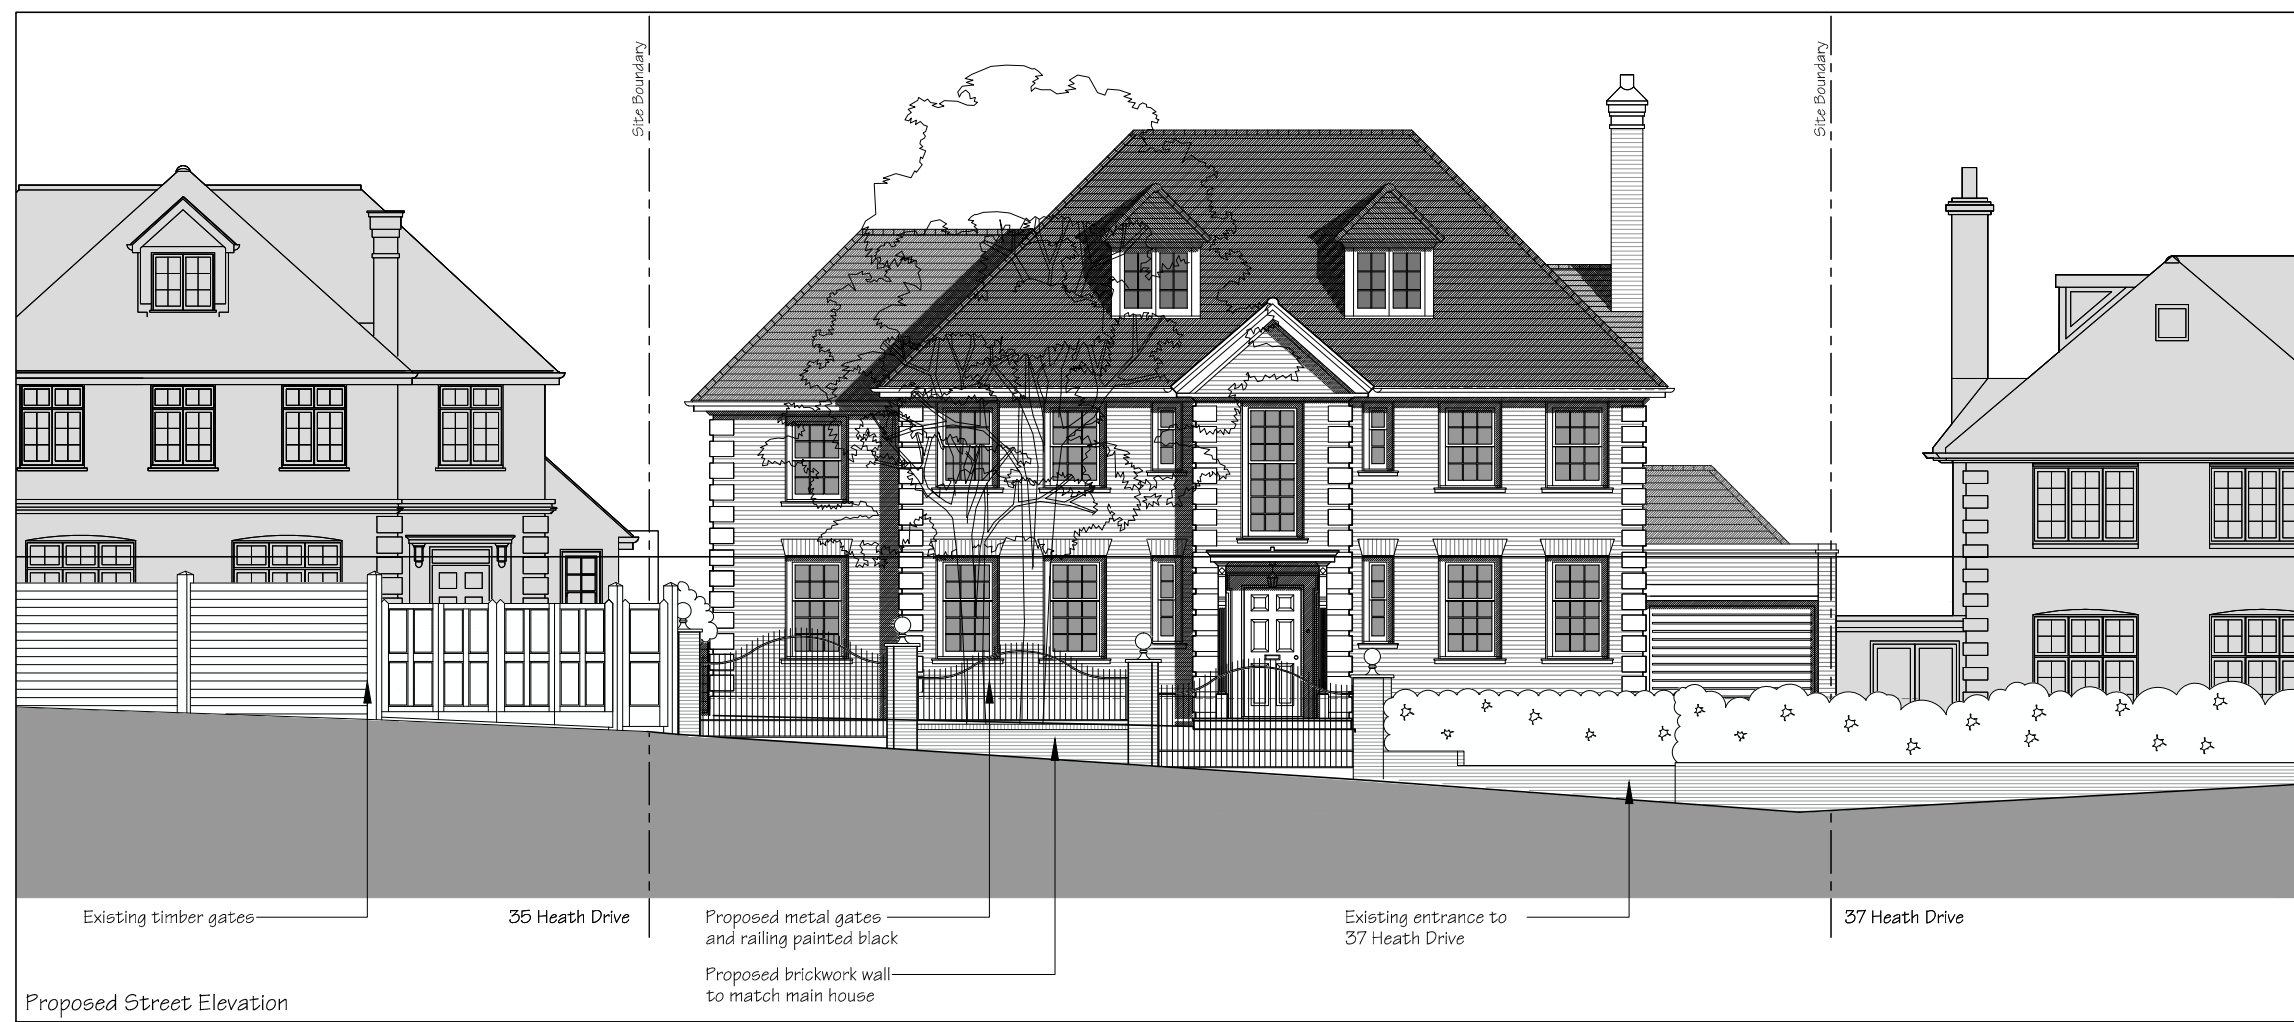 Site Boundary
Site Boundary
Existing timber gates
35 Heath Drive
Proposed metal gates
and railing painted black
Existing entrance to
37 Heath Drive
37 Heath Drive
Proposed brickwork wall
to match main house
Proposed Street Elevation